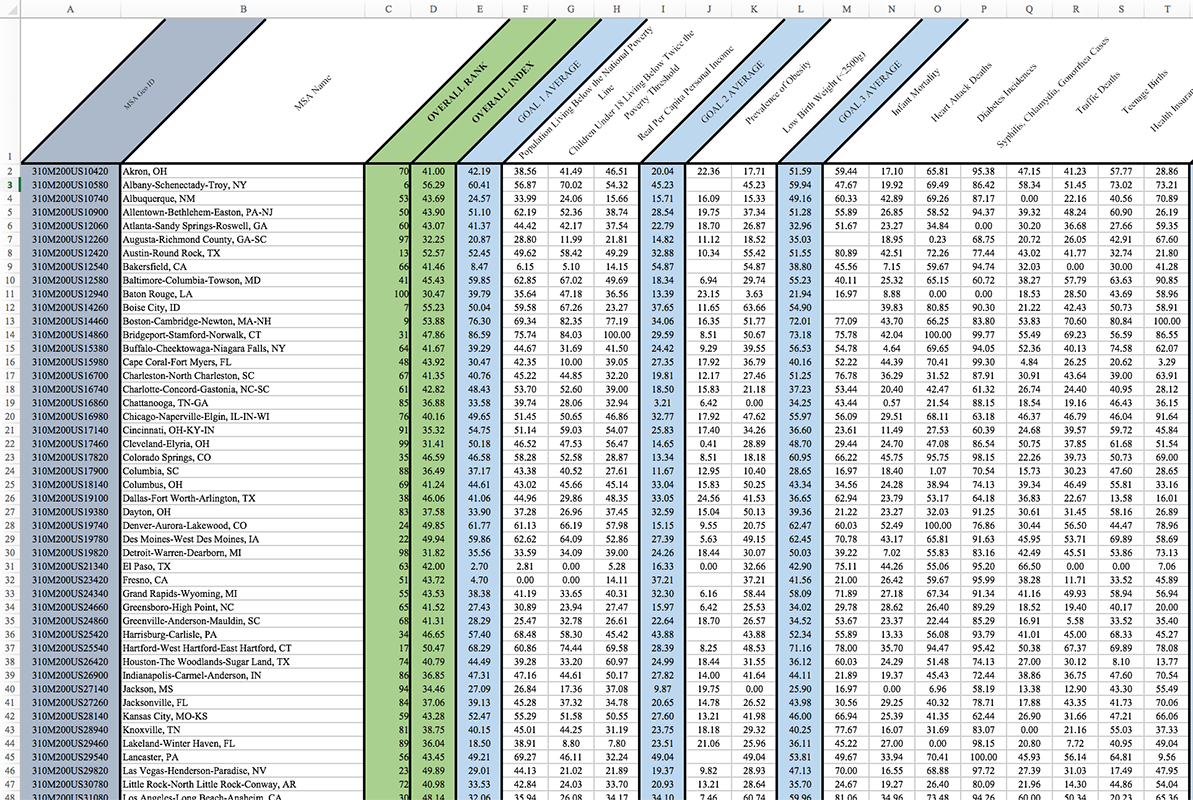 A B C D E F G H I J K L M N O P Q R S T
MSA Geo ID
MSA Name
OVERALL RANK
OVERALL INDEX
GOAL 1 AVERAGE
Population Living Below the National Poverty
Line
Children Under 18 Living Below Twice the
Poverty Threshold
Real Per Capita Personal Income
GOAL 2 AVERAGE
Prevalence of Obesity
Low Birth Weight (<2500g)
GOAL 3 AVERAGE
Infant Mortality
Heart Attack Deaths
Diabetes Incidences
Syphilis, Chlamydia, Gonorrhea Cases
Traffic Deaths
Teenage Births
Health Insura
1
2 310M200US10420 Akron, OH 70 41.00 42.19 38.56 41.49 46.51 20.04 22.36 17.71 51.59 59.44 17.10 65.81 95.38 47.15 41.23 57.77 28.86
3 310M200US10580 Albany-Schenectady-Troy, NY 6 56.29 60.41 56.87 70.02 54.32 45.23 45.23 59.94 47.67 19.92 69.49 86.42 58.34 51.45 73.02 73.21
4 310M200US10740 Albuquerque, NM 53 43.69 24.57 33.99 24.06 15.66 15.71 16.09 15.33 49.16 60.33 42.89 69.26 87.17 0.00 22.16 40.56 70.89
5 310M200US10900 Allentown-Bethlehem-Easton, PA-NJ 50 43.90 51.10 62.19 52.36 38.74 28.54 19.75 37.34 51.28 55.89 26.85 58.52 94.37 39.32 48.24 60.90 26.19
6 310M200US12060 Atlanta-Sandy Springs-Roswell, GA 60 43.07 41.37 44.42 42.17 37.54 22.79 18.70 26.87 32.96 51.67 23.27 34.84 0.00 30.20 36.68 27.66 59.35
7 310M200US12260 Augusta-Richmond County, GA-SC 97 32.25 20.87 28.80 11.99 21.81 14.82 11.12 18.52 35.03 18.95 0.23 68.75 20.72 26.05 42.91 67.60
8 310M200US12420 Austin-Round Rock, TX 13 52.57 52.45 49.62 58.42 49.29 32.88 10.34 55.42 51.55 80.89 42.51 72.26 77.44 43.02 41.77 32.74 21.80
9 310M200US12540 Bakersfield, CA 66 41.46 8.47 6.15 5.10 14.15 54.87 54.87 38.80 45.56 7.15 59.67 94.74 32.03 0.00 30.00 41.28
10 310M200US12580 Baltimore-Columbia-Towson, MD 41 45.43 59.85 62.85 67.02 49.69 18.34 6.94 29.74 55.23 40.11 25.32 65.15 60.72 38.27 57.79 63.63 90.85
11 310M200US12940 Baton Rouge, LA 100 30.47 39.79 35.64 47.18 36.56 13.39 23.15 3.63 21.94 16.97 8.88 0.00 0.00 18.53 28.50 43.69 58.96
12 310M200US14260 Boise City, ID 7 55.23 50.04 59.58 67.26 23.27 37.65 11.65 63.66 54.90 39.83 80.85 90.30 21.22 42.43 50.73 58.91
13 310M200US14460 Boston-Cambridge-Newton, MA-NH 9 53.88 76.30 69.34 82.35 77.19 34.06 16.35 51.77 72.01 77.09 43.70 66.25 83.80 53.83 70.60 80.84 100.00
14 310M200US14860 Bridgeport-Stamford-Norwalk, CT 31 47.86 86.59 75.74 84.03 100.00 29.59 8.51 50.67 73.18 75.78 42.04 100.00 99.77 55.49 69.23 56.59 86.55
15 310M200US15380 Buffalo-Cheektowaga-Niagara Falls, NY 64 41.67 39.29 44.67 31.69 41.50 24.42 9.29 39.55 56.53 54.78 4.64 69.65 94.05 52.36 40.13 74.58 62.07
16 310M200US15980 Cape Coral-Fort Myers, FL 48 43.92 30.47 42.35 10.00 39.05 27.35 17.92 36.79 40.16 52.22 44.39 70.41 99.30 4.84 26.25 20.62 3.29
17 310M200US16700 Charleston-North Charleston, SC 67 41.35 40.76 45.22 44.85 32.20 19.81 12.17 27.46 51.25 76.78 36.29 31.52 87.91 30.91 43.64 39.00 63.91
18 310M200US16740 Charlotte-Concord-Gastonia, NC-SC 61 42.82 48.43 53.70 52.60 39.00 18.50 15.83 21.18 37.23 53.44 20.40 42.47 61.32 26.74 24.40 40.95 28.12
19 310M200US16860 Chattanooga, TN-GA 85 36.88 33.58 39.74 28.06 32.94 3.21 6.42 0.00 34.25 43.44 0.57 21.54 88.15 18.54 19.16 46.43 36.15
20 310M200US16980 Chicago-Naperville-Elgin, IL-IN-WI 76 40.16 49.65 51.45 50.65 46.86 32.77 17.92 47.62 55.97 56.09 29.51 68.11 63.18 46.37 46.79 46.04 91.64
21 310M200US17140 Cincinnati, OH-KY-IN 91 35.32 54.75 51.14 59.03 54.07 25.83 17.40 34.26 36.60 23.61 11.49 27.53 60.39 24.68 39.57 59.72 45.84
22 310M200US17460 Cleveland-Elyria, OH 99 31.41 50.18 46.52 47.53 56.47 14.65 0.41 28.89 48.70 29.44 24.70 47.08 86.54 50.75 37.85 61.68 51.54
23 310M200US17820 Colorado Springs, CO 35 46.59 46.58 58.28 52.58 28.87 13.34 8.51 18.18 60.95 66.22 45.75 95.75 98.15 22.26 39.73 50.73 69.00
24 310M200US17900 Columbia, SC 88 36.49 37.17 43.38 40.52 27.61 11.67 12.95 10.40 28.65 16.97 18.40 1.07 70.54 15.73 30.23 47.60 28.65
25 310M200US18140 Columbus, OH 69 41.24 44.61 43.02 45.66 45.14 33.04 15.83 50.25 43.34 34.56 24.28 38.94 74.13 39.34 46.49 55.81 33.16
26 310M200US19100 Dallas-Fort Worth-Arlington, TX 38 46.06 41.06 44.96 29.86 48.35 33.05 24.56 41.53 36.65 62.94 23.79 53.17 64.18 36.83 22.67 13.58 16.01
27 310M200US19380 Dayton, OH 83 37.58 33.90 37.28 26.96 37.45 32.59 15.04 50.13 39.36 21.22 23.27 32.03 91.25 30.61 31.45 58.16 26.89
28 310M200US19740 Denver-Aurora-Lakewood, CO 24 49.85 61.77 61.13 66.19 57.98 15.15 9.55 20.75 62.47 60.03 52.49 100.00 76.86 30.44 56.50 44.47 78.96
29 310M200US19780 Des Moines-West Des Moines, IA 22 49.94 59.86 62.62 64.09 52.86 27.39 5.63 49.15 62.45 70.78 43.17 65.81 91.63 45.95 53.71 69.89 58.69
30 310M200US19820 Detroit-Warren-Dearborn, MI 98 31.82 35.56 33.59 34.09 39.00 24.26 18.44 30.07 50.03 39.22 7.02 55.83 83.16 42.49 45.51 53.86 73.13
31 310M200US21340 El Paso, TX 63 42.00 2.70 2.81 0.00 5.28 16.33 0.00 32.66 42.90 75.11 44.26 55.06 95.20 66.50 0.00 0.00 7.06
32 310M200US23420 Fresno, CA 51 43.72 4.70 0.00 0.00 14.11 37.21 37.21 41.56 21.00 26.42 59.67 95.99 38.28 11.71 33.52 45.89
33 310M200US24340 Grand Rapids-Wyoming, MI 55 43.53 38.38 41.19 33.65 40.31 32.30 6.16 58.44 58.09 71.89 27.18 67.34 91.34 41.16 49.93 58.94 56.94
34 310M200US24660 Greensboro-High Point, NC 65 41.52 27.43 30.89 23.94 27.47 15.97 6.42 25.53 34.02 29.78 28.62 26.40 89.29 18.52 19.40 40.17 20.00
35 310M200US24860 Greenville-Anderson-Mauldin, SC 68 41.31 28.29 25.47 32.78 26.61 22.64 18.70 26.57 34.52 53.67 23.37 22.44 85.29 16.91 5.58 33.52 35.40
36 310M200US25420 Harrisburg-Carlisle, PA 34 46.65 57.40 68.48 58.30 45.42 43.88 43.88 52.34 55.89 13.33 56.08 93.79 41.01 45.00 68.33 45.27
37 310M200US25540 Hartford-West Hartford-East Hartford, CT 17 50.47 68.29 60.86 74.44 69.58 28.39 8.25 48.53 71.16 78.00 35.70 94.47 95.42 50.38 67.37 69.89 78.08
38 310M200US26420 Houston-The Woodlands-Sugar Land, TX 74 40.79 44.49 39.28 33.20 60.97 24.99 18.44 31.55 36.12 60.03 24.29 51.48 74.13 27.00 30.12 8.10 13.77
39 310M200US26900 Indianapolis-Carmel-Anderson, IN 86 36.85 47.31 47.16 44.61 50.17 27.82 14.00 41.64 44.11 21.89 19.37 45.43 72.44 38.86 36.75 47.60 70.54
40 310M200US27140 Jackson, MS 94 34.46 27.09 26.84 17.36 37.08 9.87 19.75 0.00 25.90 16.97 0.00 6.96 58.19 13.38 12.90 43.30 55.49
41 310M200US27260 Jacksonville, FL 84 37.06 39.13 45.28 37.32 34.78 20.65 14.78 26.52 43.98 30.56 29.25 40.32 78.71 17.88 43.35 41.73 70.06
42 310M200US28140 Kansas City, MO-KS 59 43.28 52.47 55.29 51.58 50.55 27.60 13.21 41.98 46.00 66.94 25.39 41.35 62.44 26.90 31.66 47.21 66.06
43 310M200US28940 Knoxville, TN 81 38.75 40.15 45.01 44.25 31.19 23.75 18.18 29.32 40.25 77.67 16.07 31.69 83.07 0.00 21.16 55.03 37.33
44 310M200US29460 Lakeland-Winter Haven, FL 89 36.04 18.50 38.91 8.80 7.80 23.51 21.06 25.96 36.11 45.22 27.00 0.00 98.15 20.80 7.72 40.95 49.04
45 310M200US29540 Lancaster, PA 56 43.45 49.21 69.27 46.11 32.24 49.04 49.04 53.81 49.67 33.94 70.41 100.00 45.93 56.14 64.81 9.56
46 310M200US29820 Las Vegas-Henderson-Paradise, NV 23 49.89 29.01 44.13 21.02 21.89 19.37 9.82 28.93 47.13 70.00 16.55 68.88 97.72 27.39 31.03 17.49 47.95
47 310M200US30780 Little Rock-North Little Rock-Conway, AR 72 40.98 33.53 42.84 24.03 33.70 20.93 13.21 28.64 35.70 24.67 19.27 26.40 80.09 21.96 14.30 44.86 54.04
310M200US31080 Los Angeles-Long Beach-Anaheim, CA 30 48.14 32.06 35.94 26.08 34.17 34.10 7.46 60.74 59.96 81.06 34.96 73.48 94.26 60.00 50.34 20.23 65.36